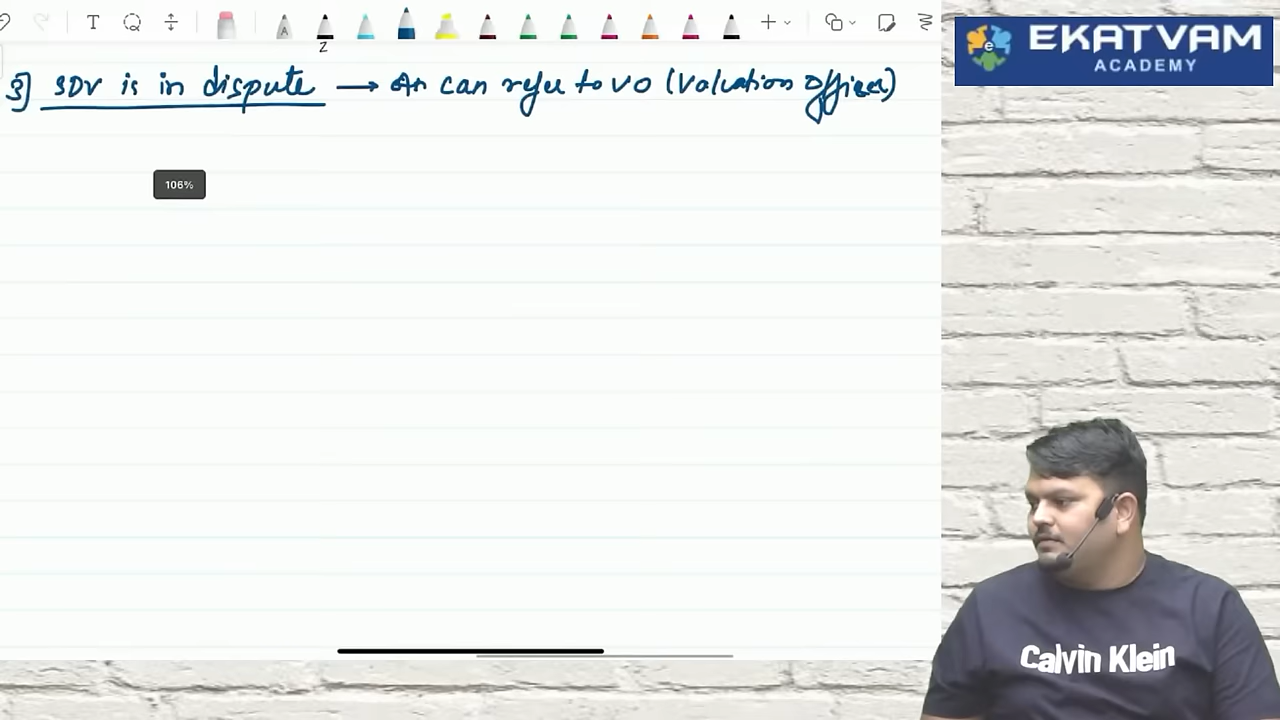 3] SDV is in dispute → AO can refer to VO (Valuation Officer)
106%
T
A
Z
e
EKATVAM
ACADEMY
Calvin Klein